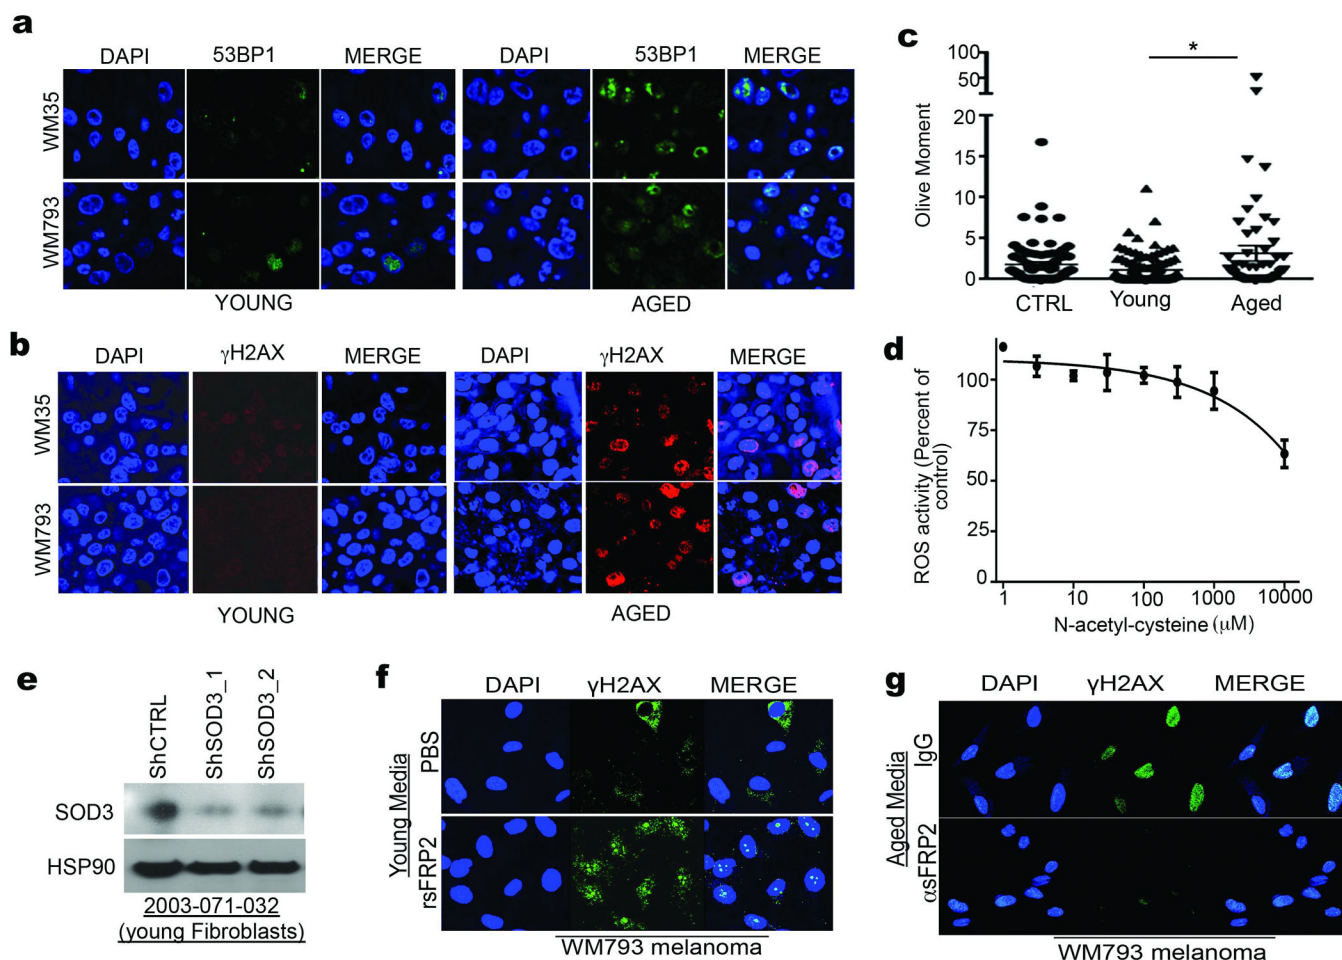 a
DAPI 53BP1 MERGE DAPI 53BP1 MERGE
WM35
WM793
YOUNG AGED
b
DAPI γH2AX MERGE DAPI γH2AX MERGE
WM35
WM793
YOUNG AGED
c
*
Olive Moment
100
50
20
15
10
5
0
CTRL Young Aged
d
ROS activity (Percent of
control)
100
75
50
25
0
1 10 100 1000 10000
N-acetyl-cysteine (µM)
e
ShCTRL
ShSOD3_1
ShSOD3_2
SOD3
HSP90
2003-071-032
(young Fibroblasts)
f
DAPI γH2AX MERGE
Young Media
PBS
rsFRP2
WM793 melanoma
g
DAPI γH2AX MERGE
Aged Media
IgG
αsFRP2
WM793 melanoma